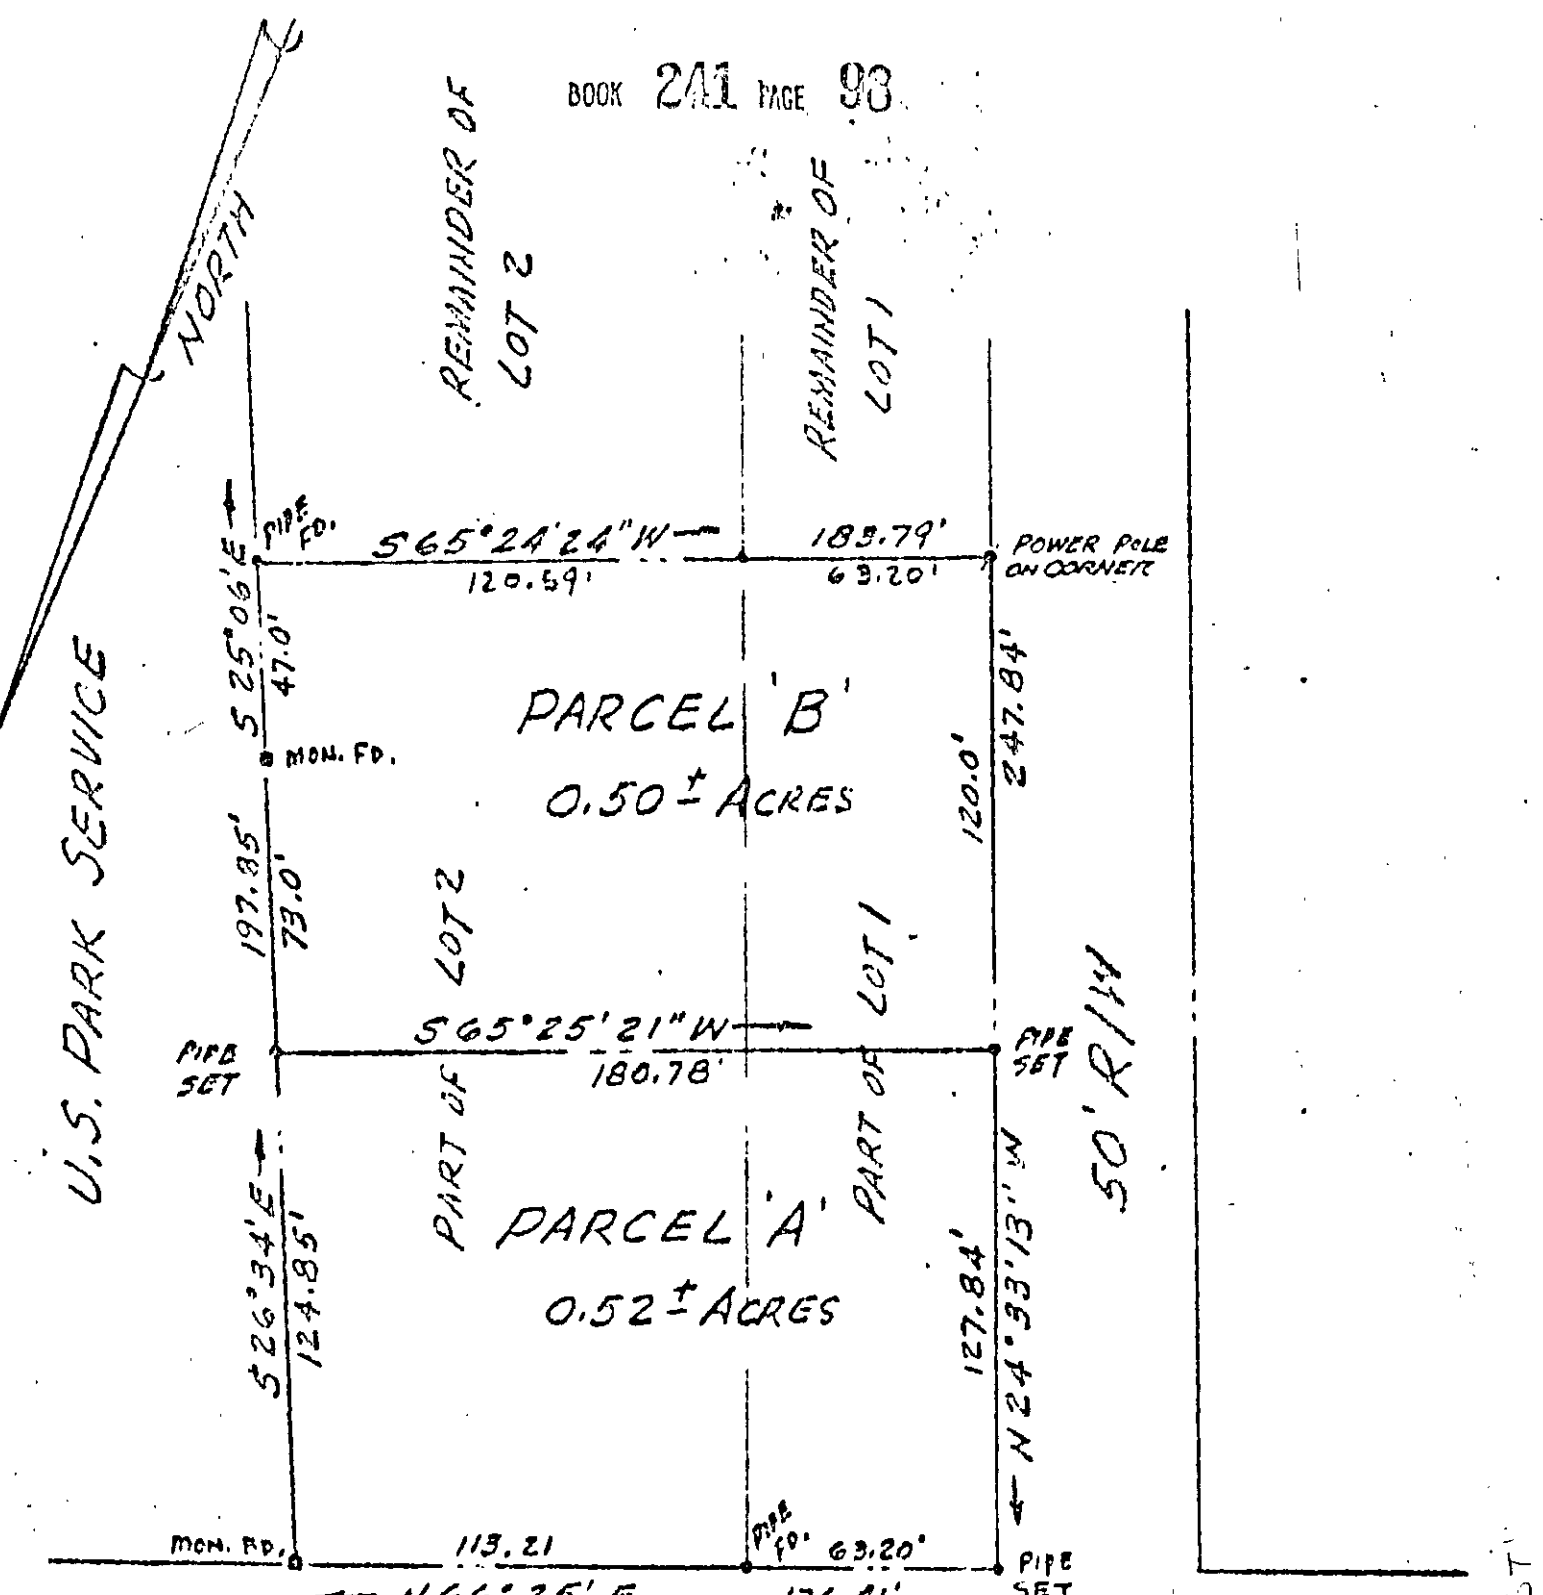 BOOK 241 PAGE 98
NORTH
REMAINDER OF
LOT 2
REMAINDER OF
LOT 1
PIPE
FD.
S 65° 24' 24" W
183.79'
120.59'
63.20'
POWER POLE
ON CORNER
S 25° 06' E
47.0'
MON. FD.
U.S. PARK SERVICE
PARCEL 'B'
0.50 ± ACRES
120.0'
247.84'
197.85'
73.0'
PART OF LOT 2
PART OF LOT 1
S 65° 25' 21" W
180.78'
PIPE
SET
PIPE
SET
50' R/W
S 26° 34' E
124.85'
PARCEL 'A'
0.52 ± ACRES
127.84'
N 24° 33' 13" W
MON. FD.
113.21
PIPE
FD.
63.20'
PIPE
SET